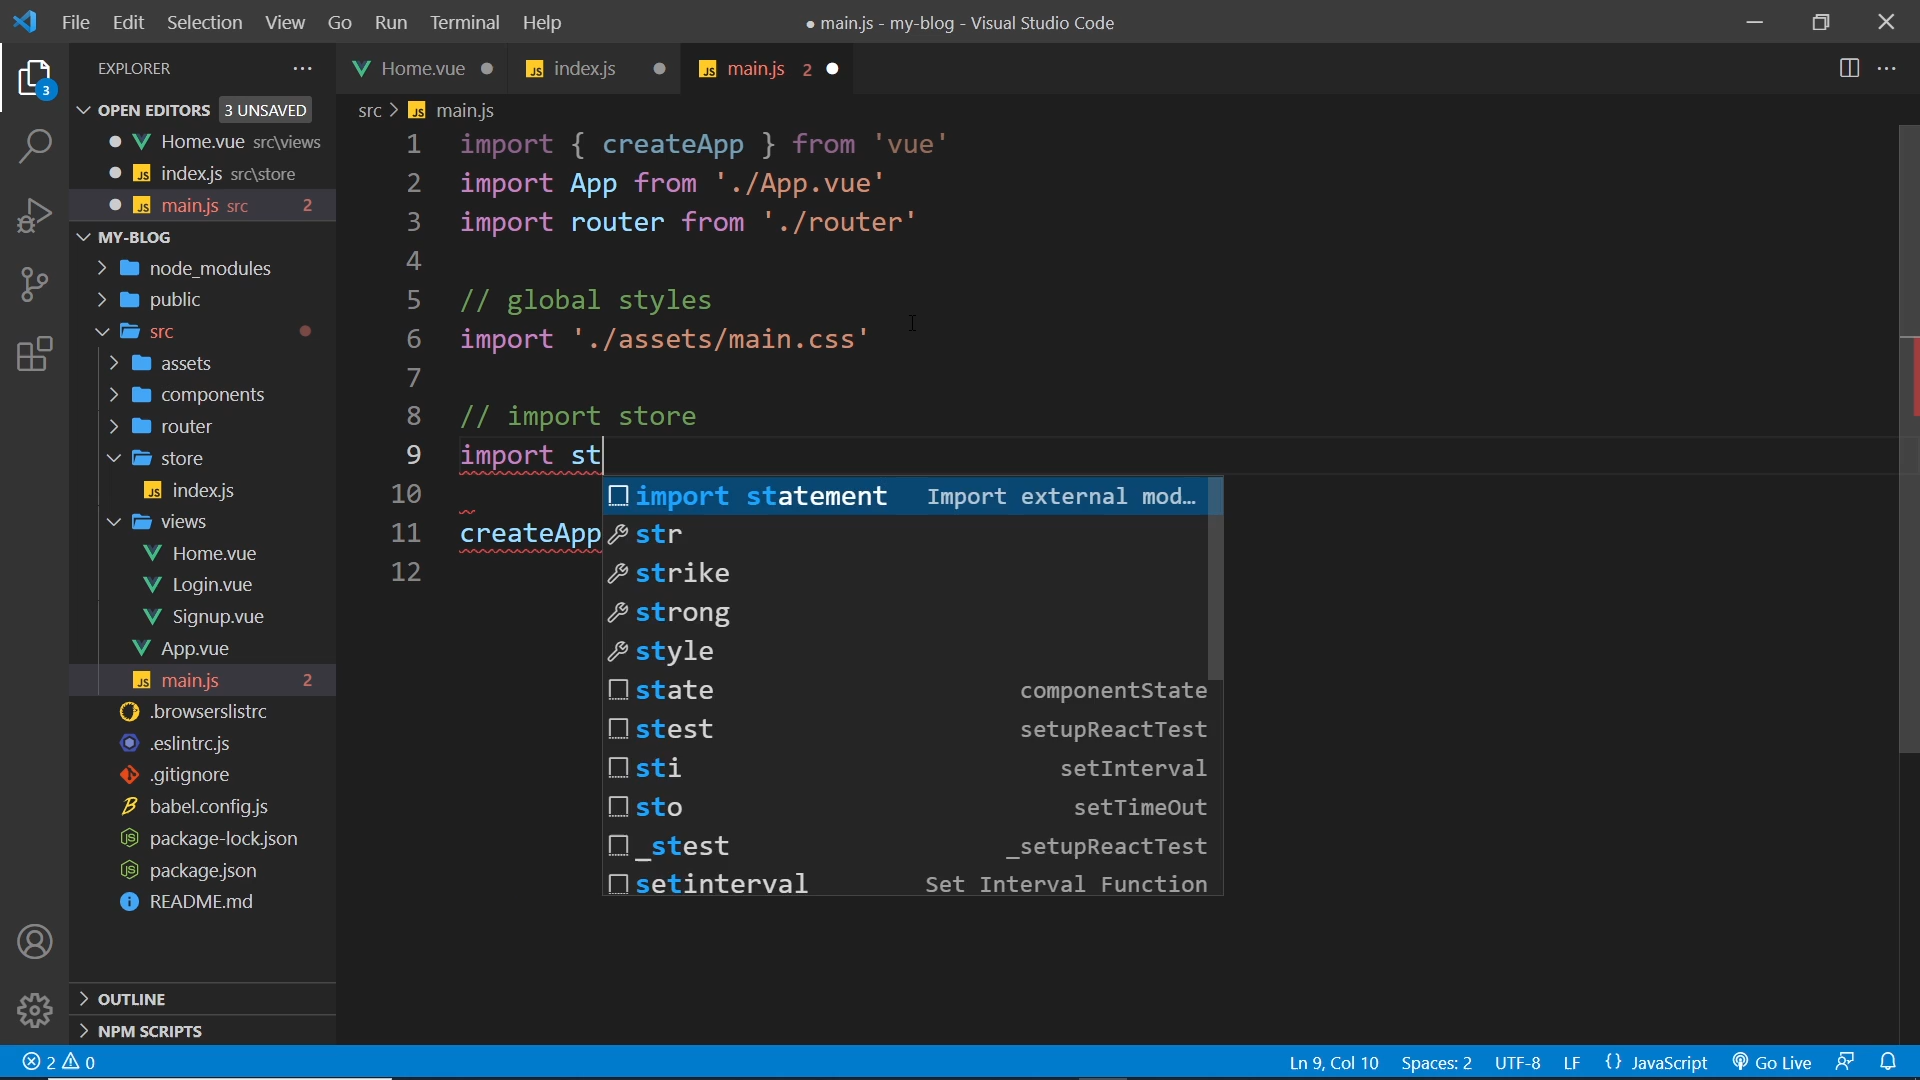 File Edit Selection View Go Run Terminal Help
● main.js - my-blog - Visual Studio Code
3
EXPLORER
OPEN EDITORS 3 UNSAVED
Home.vue src\views
index.js src\store
main.js src 2
MY-BLOG
node_modules
public
src
assets
components
router
store
index.js
views
Home.vue
Login.vue
Signup.vue
App.vue
main.js 2
.browserslistrc
.eslintrc.js
.gitignore
babel.config.js
package-lock.json
package.json
README.md
OUTLINE
NPM SCRIPTS
Home.vue
index.js
main.js 2
src > JS main.js
1 import { createApp } from 'vue'
2 import App from './App.vue'
3 import router from './router'
4
5 // global styles
6 import './assets/main.css'
7
8 // import store
9 import st
10
11 createApp
12
import statement Import external mod...
str
strike
strong
style
state componentState
stest setupReactTest
sti setInterval
sto setTimeOut
_stest _setupReactTest
setinterval Set Interval Function
2 0
Ln 9, Col 10 Spaces: 2 UTF-8 LF {} JavaScript Go Live